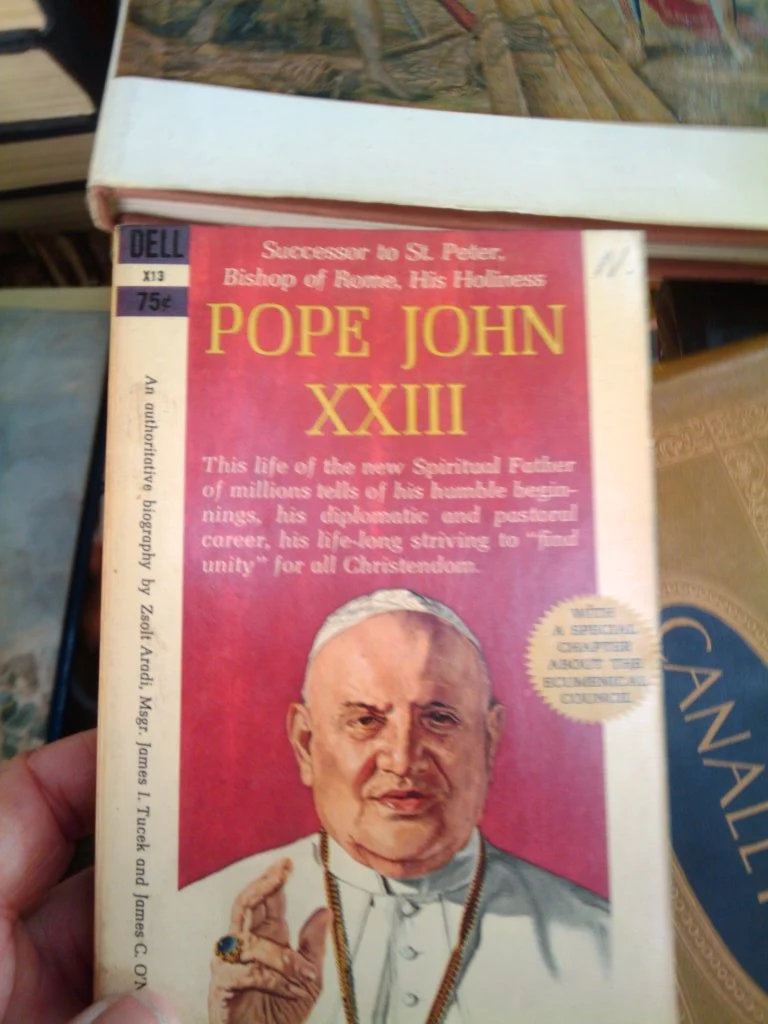 DELL
X13
75¢
Successor to St. Peter,
Bishop of Rome, His Holiness
POPE JOHN
XXIII
This life of the new Spiritual Father
of millions tells of his humble begin-
nings, his diplomatic and pastoral
career, his life-long striving to "find
unity" for all Christendom.
WITH
A SPECIAL
CHAPTER
ABOUT THE
ECUMENICAL
COUNCIL
An authoritative biography by Zsolt Aradi, Msgr. James I. Tucek and James C. O'N
CANALE